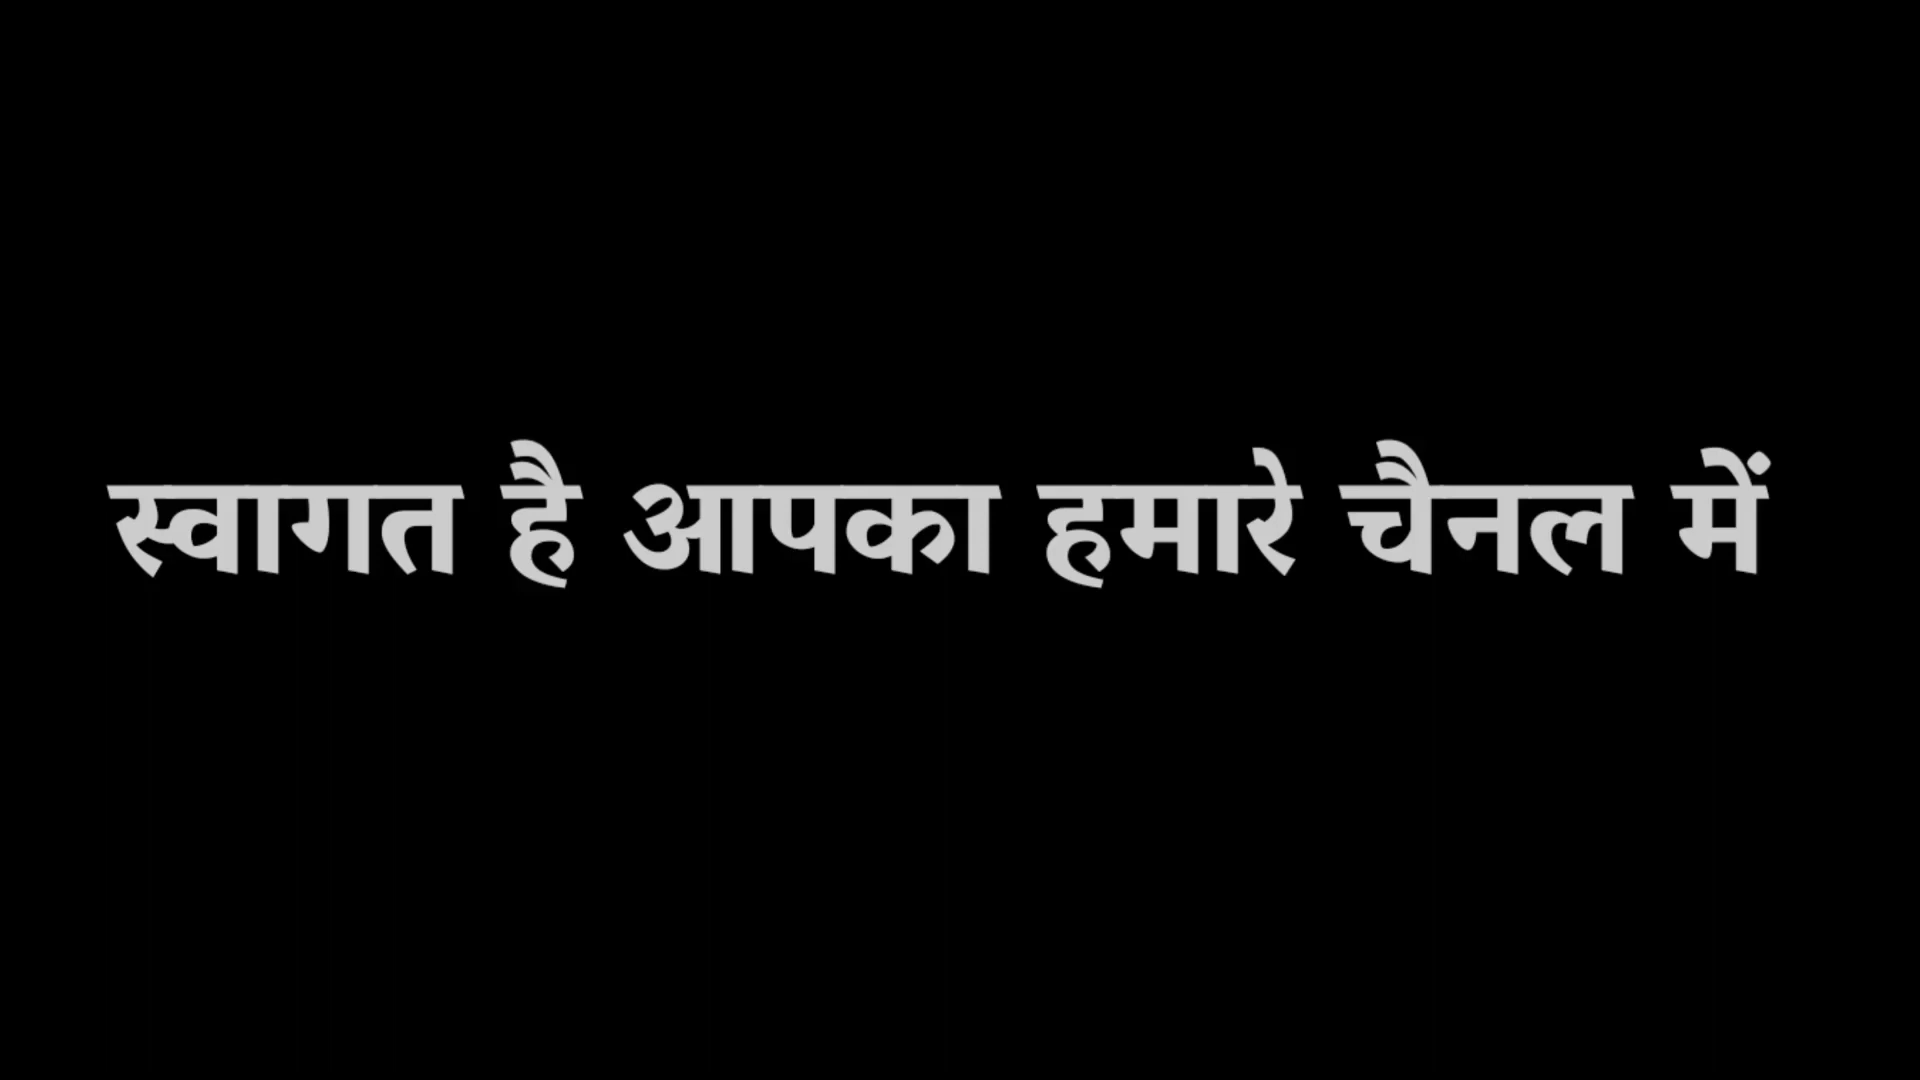 स्वागत है आपका हमारे चैनल में